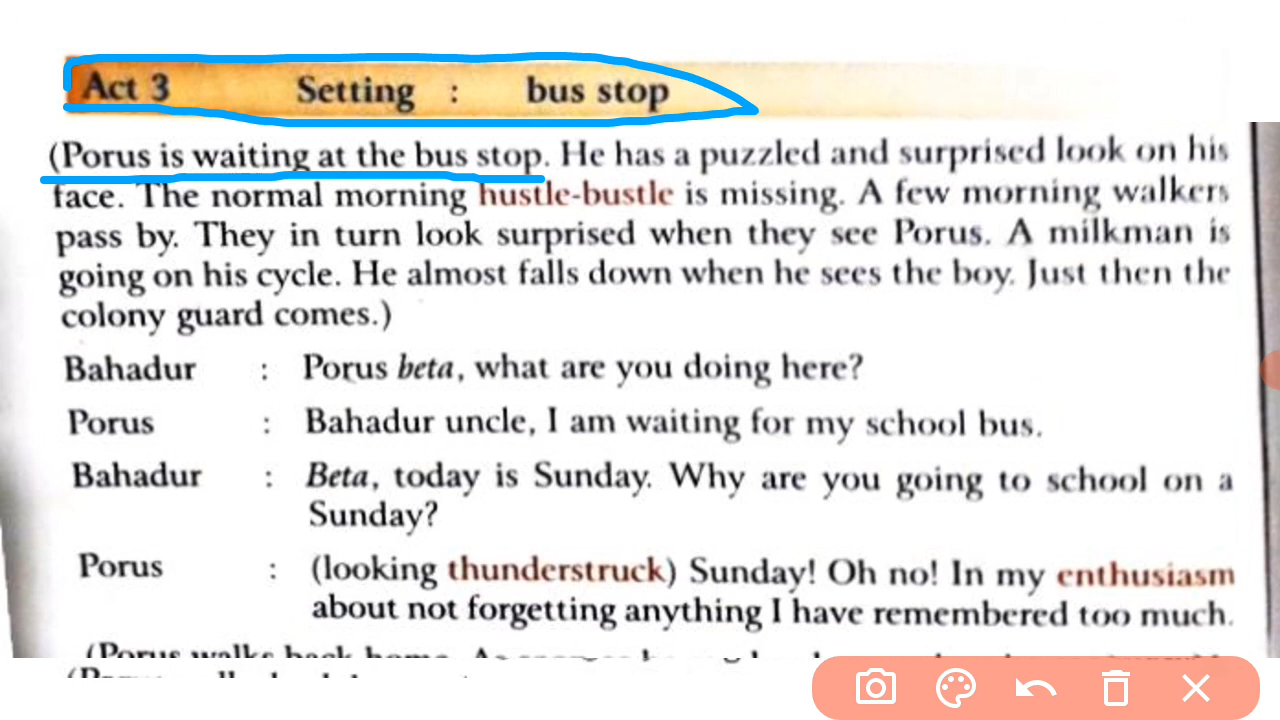 Act 3 Setting : bus stop
(Porus is waiting at the bus stop. He has a puzzled and surprised look on his
face. The normal morning hustle-bustle is missing. A few morning walkers
pass by. They in turn look surprised when they see Porus. A milkman is
going on his cycle. He almost falls down when he sees the boy. Just then the
colony guard comes.)
Bahadur : Porus beta, what are you doing here?
Porus : Bahadur uncle, I am waiting for my school bus.
Bahadur : Beta, today is Sunday. Why are you going to school on a
Sunday?
Porus : (looking thunderstruck) Sunday! Oh no! In my enthusiasm
about not forgetting anything I have remembered too much.
(Porus walks back home.